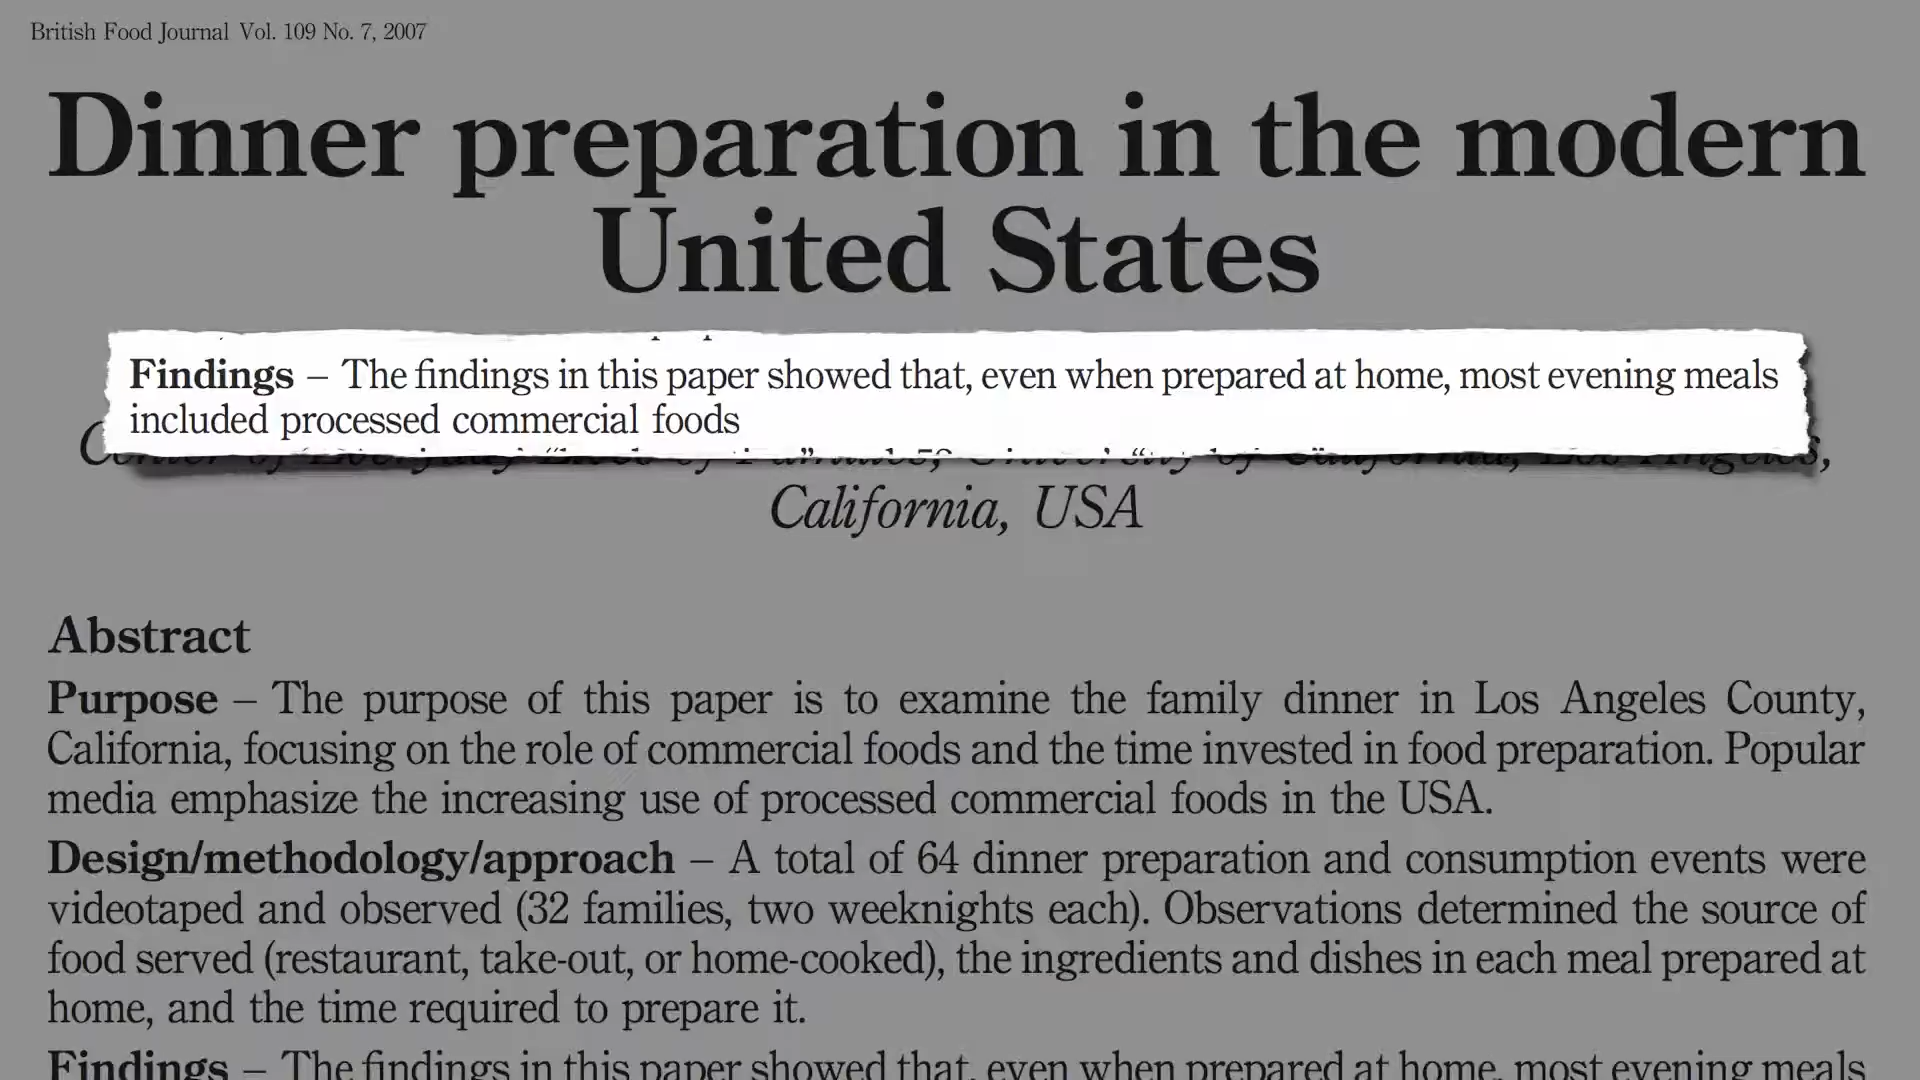 British Food Journal Vol. 109 No. 7, 2007
Dinner preparation in the modern
United States
Findings – The findings in this paper showed that, even when prepared at home, most evening meals
included processed commercial foods
California, USA
Abstract
Purpose – The purpose of this paper is to examine the family dinner in Los Angeles County,
California, focusing on the role of commercial foods and the time invested in food preparation. Popular
media emphasize the increasing use of processed commercial foods in the USA.
Design/methodology/approach – A total of 64 dinner preparation and consumption events were
videotaped and observed (32 families, two weeknights each). Observations determined the source of
food served (restaurant, take-out, or home-cooked), the ingredients and dishes in each meal prepared at
home, and the time required to prepare it.
Findings – The findings in this paper showed that, even when prepared at home, most evening meals